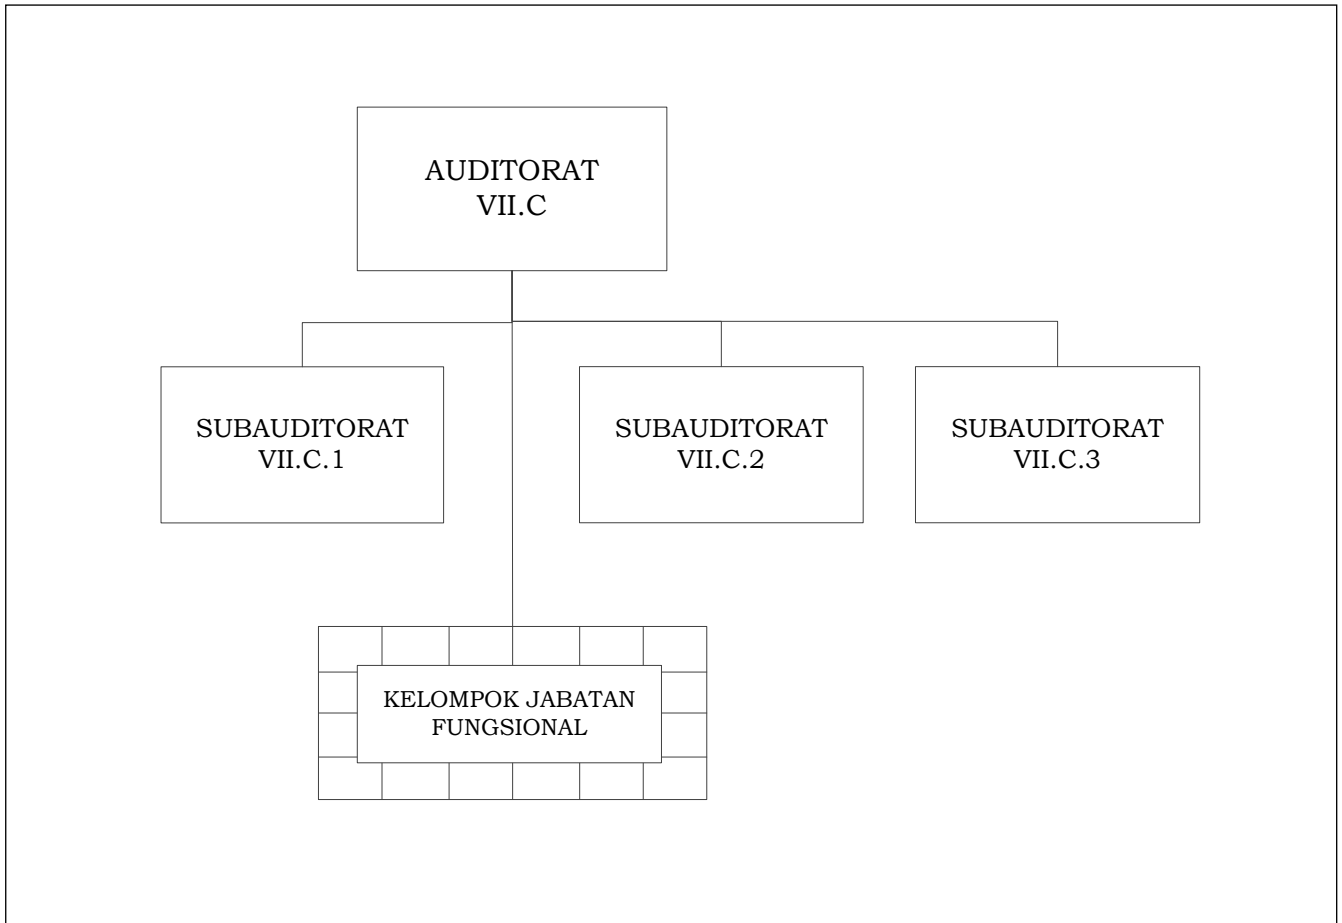 AUDITORAT
VII.C
SUBAUDITORAT
VII.C.1
SUBAUDITORAT
VII.C.2
SUBAUDITORAT
VII.C.3
KELOMPOK JABATAN
FUNGSIONAL